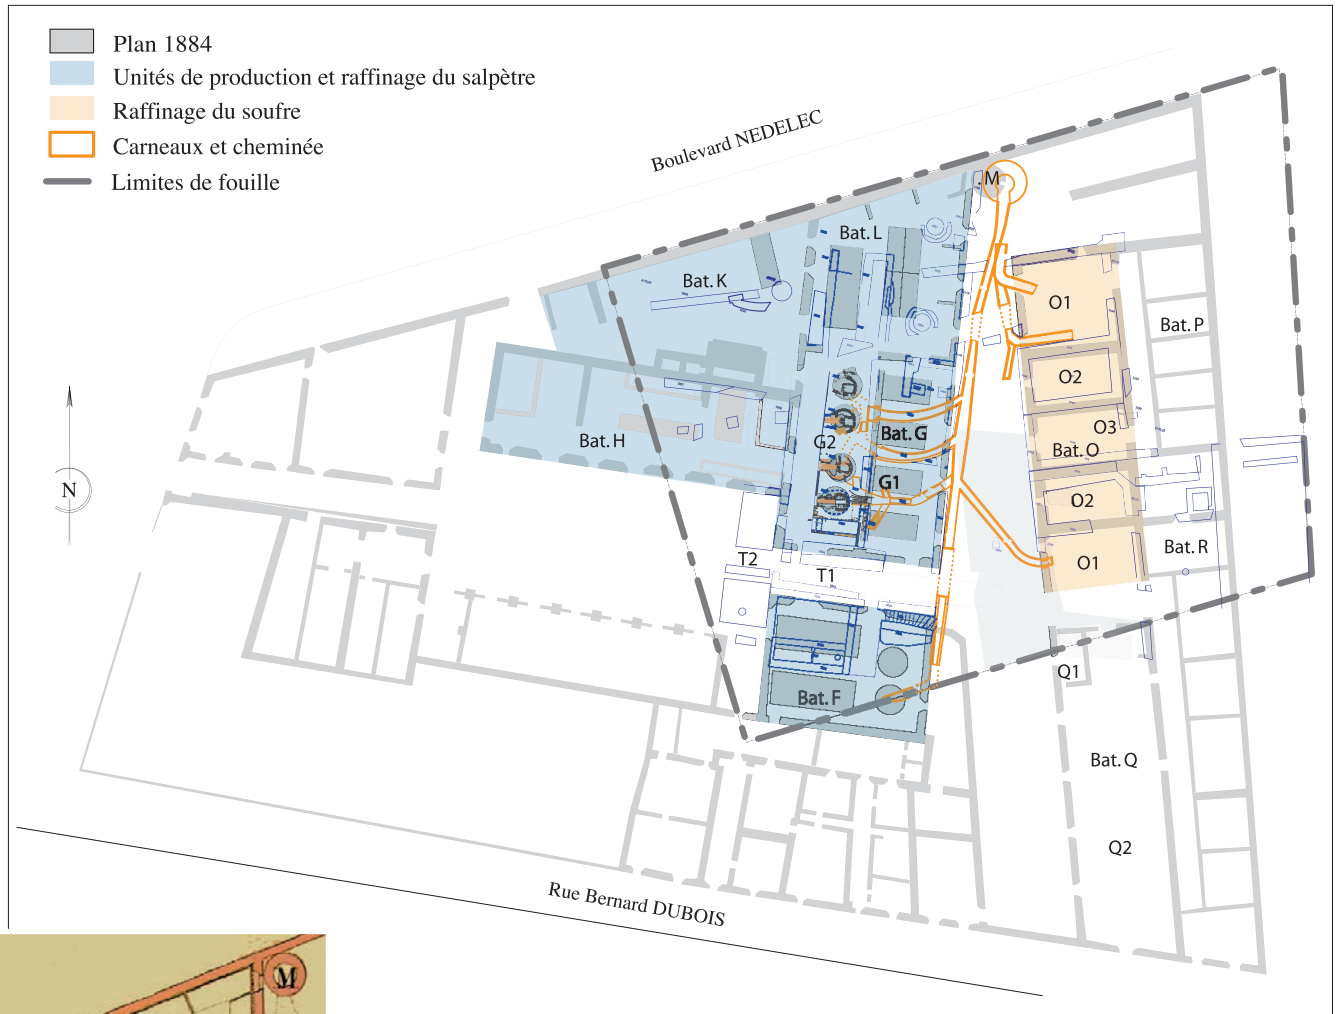 Plan 1884
Unités de production et raffinage du salpètre
Raffinage du soufre
Carneaux et cheminée
Limites de fouille
Boulevard NEDELEC
M
Bat. L
Bat. K
O1
Bat. P
O2
O3
Bat. G
G2
Bat. H
Bat. O
G1
O2
N
Bat. R
T2
T1
O1
Q1
Bat. F
Bat. Q
Q2
Rue Bernard DUBOIS
M